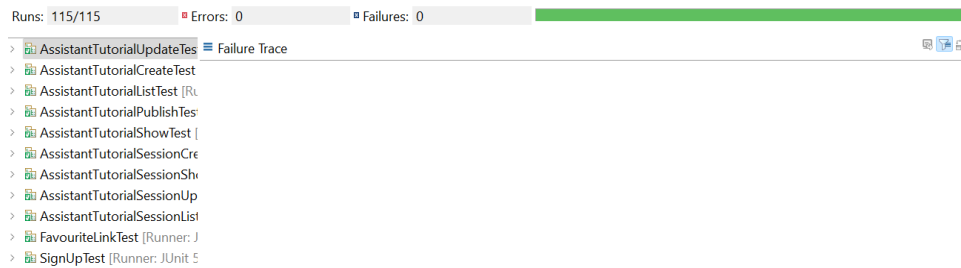 Runs: 115/115 Errors: 0 Failures: 0
AssistantTutorialUpdateTes
Failure Trace
AssistantTutorialCreateTest
AssistantTutorialListTest [Ru
AssistantTutorialPublishTest
AssistantTutorialShowTest [
AssistantTutorialSessionCre
AssistantTutorialSessionSho
AssistantTutorialSessionUp
AssistantTutorialSessionList
FavouriteLinkTest [Runner: J
SignUpTest [Runner: JUnit 5